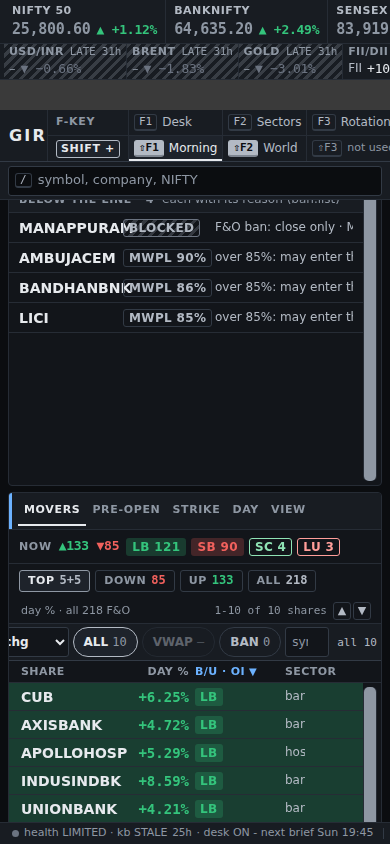 NIFTY 50 BANKNIFTY SENSEX
25,800.60 ▲ +1.12% 64,635.20 ▲ +2.49% 83,919
USD/INR LATE 31h BRENT LATE 31h GOLD LATE 31h FII/DII
— ▼ −0.66% — ▼ −1.83% — ▼ −3.01% FII +10
GIR F-KEY F1 Desk F2 Sectors F3 Rotation
SHIFT + ⇧F1 Morning ⇧F2 World ⇧F3 not used
/ symbol, company, NIFTY
BELOW THE LINE · 4 each with its reason (ban.list)
MANAPPURAM BLOCKED F&O ban: close only ·
AMBUJACEM MWPL 90% over 85%: may enter
BANDHANBNK MWPL 86% over 85%: may enter
LICI MWPL 85% over 85%: may enter
MOVERS PRE-OPEN STRIKE DAY VIEW
NOW ▲133 ▼85 LB 121 SB 90 SC 4 LU 3
TOP 5+5 DOWN 85 UP 133 ALL 218
day % · all 218 F&O 1-10 of 10 shares ▲ ▼
chg ALL 10 VWAP — BAN 0 all 10
SHARE DAY % B/U · OI ▼ SECTOR
CUB +6.25% LB bar
AXISBANK +4.72% LB bar
APOLLOHOSP +5.29% LB hos
INDUSINDBK +8.59% LB bar
UNIONBANK +4.21% LB bar
health LIMITED · kb STALE 25h · desk ON - next brief Sun 19:45